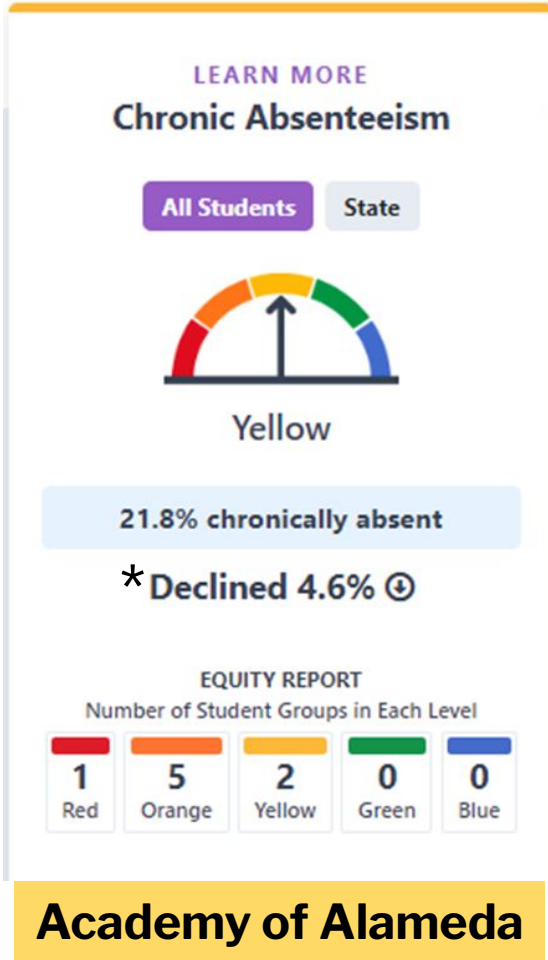 LEARN MORE
Chronic Absenteeism
All Students State
Yellow
21.8% chronically absent
*Declined 4.6%
EQUITY REPORT
Number of Student Groups in Each Level
1 5 2 0 0
Red Orange Yellow Green Blue
Academy of Alameda